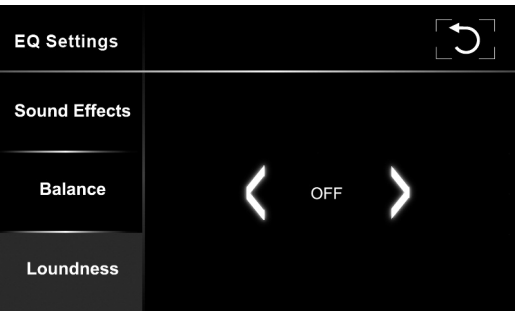 EQ Settings
Sound Effects
Balance
OFF
Loundness